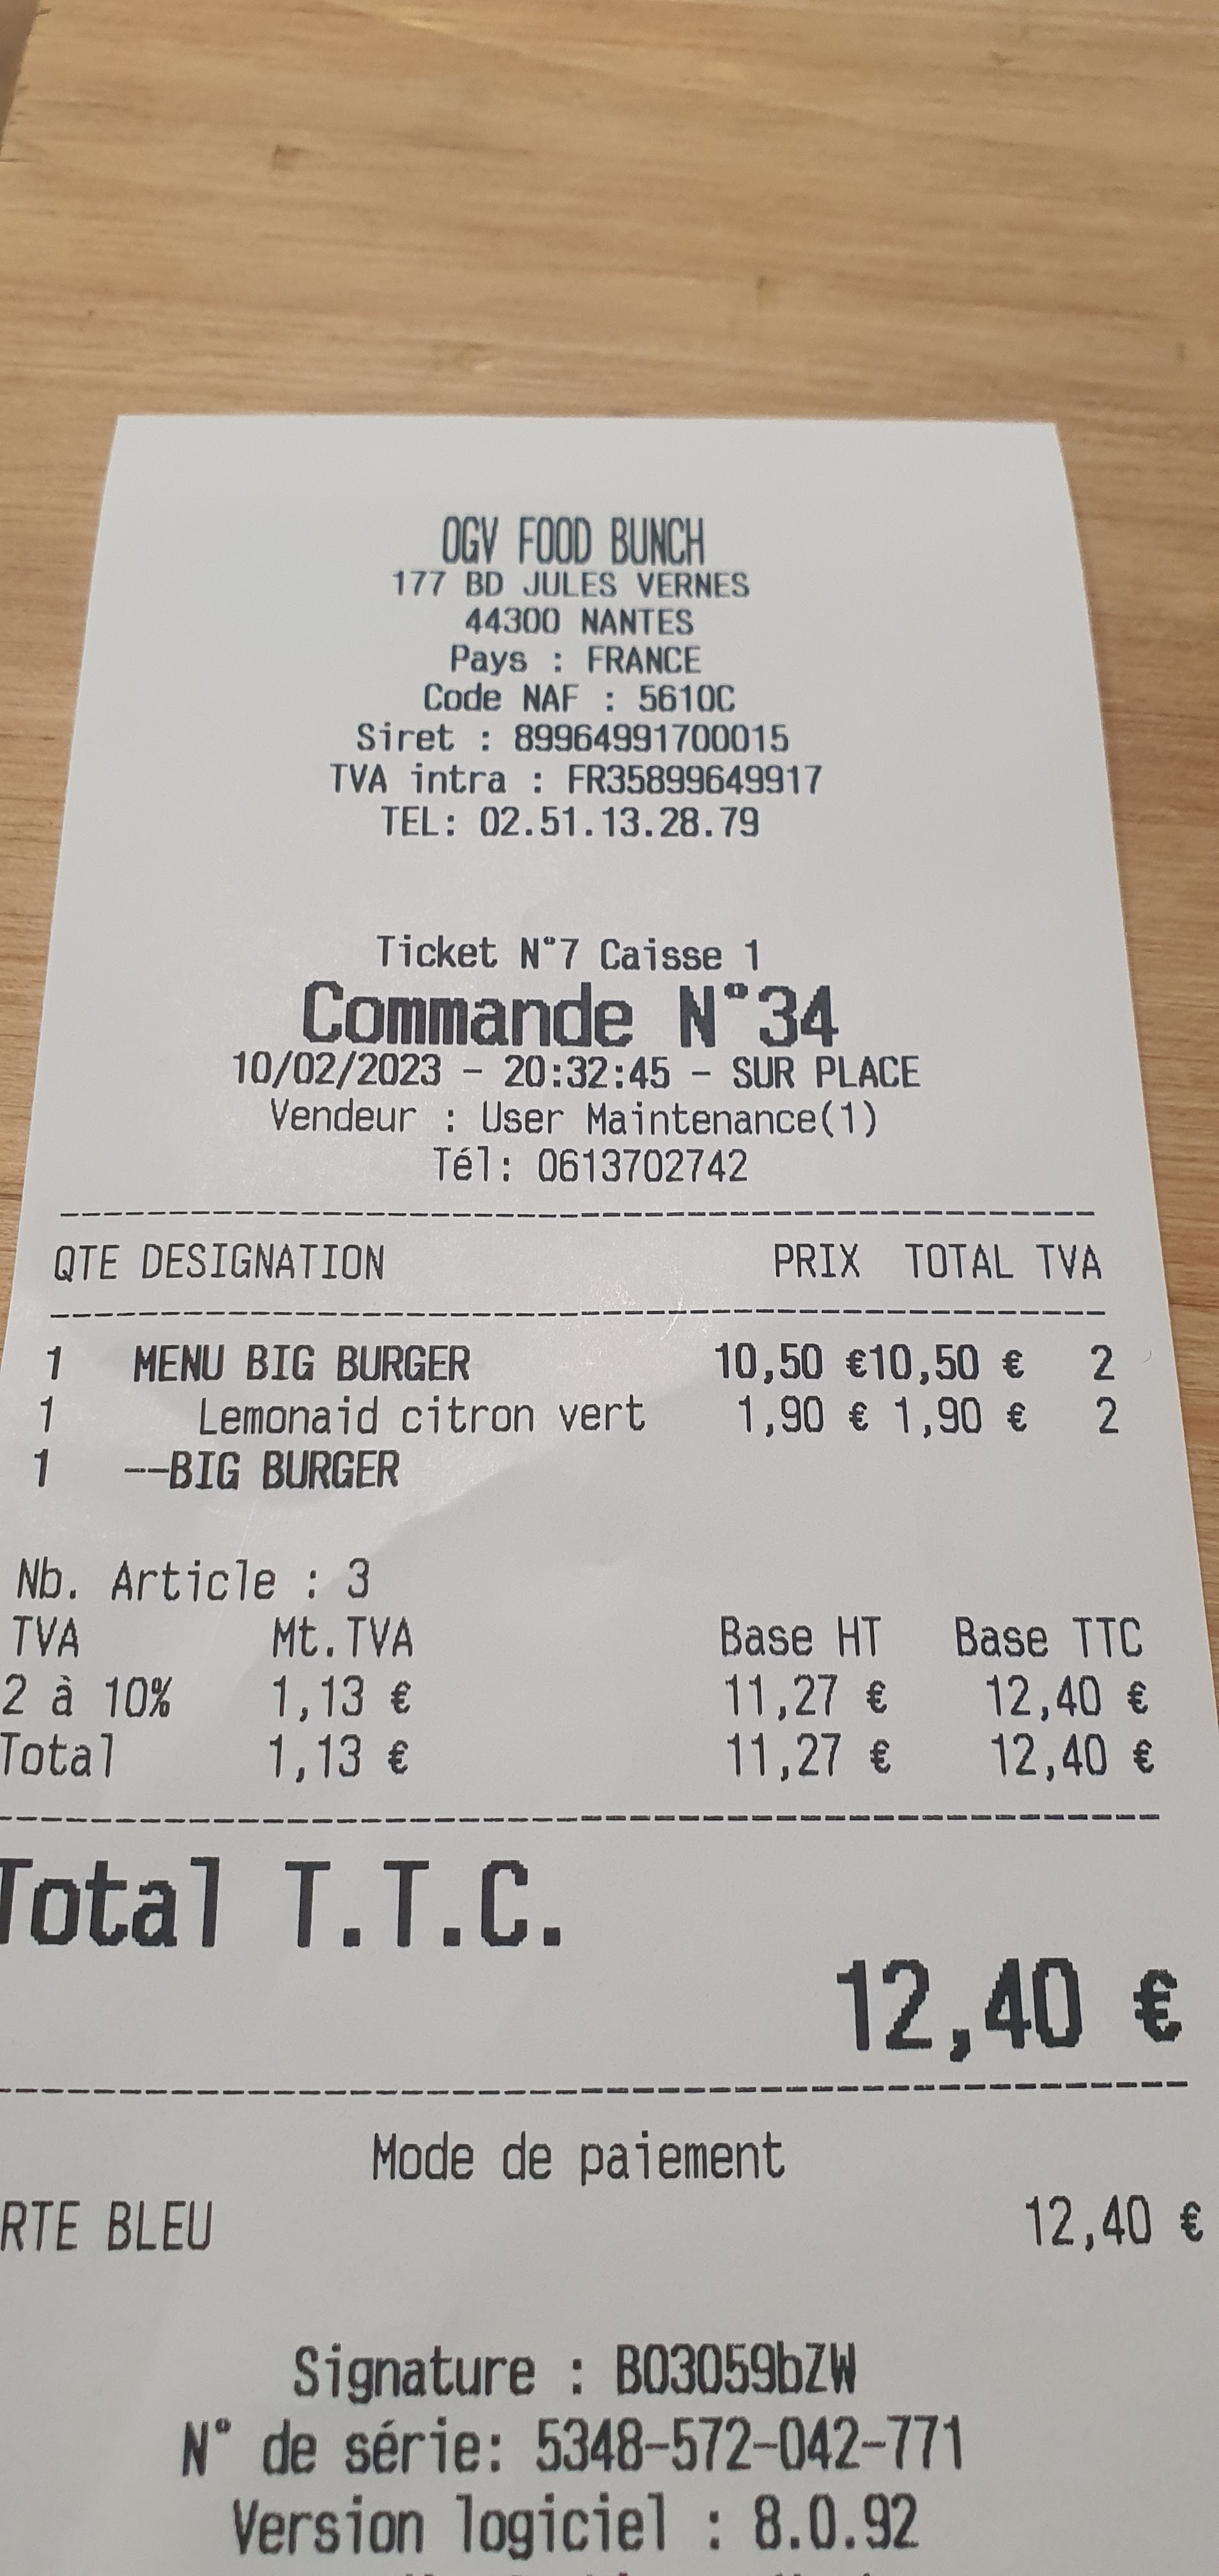 OGV FOOD BUNCH
177 BD JULES VERNES
44300 NANTES
Pays : FRANCE
Code NAF : 5610C
Siret : 89964991700015
TVA intra : FR35899649917
TEL: 02.51.13.28.79
Ticket N°7 Caisse 1
Commande N°34
10/02/2023 - 20:32:45 - SUR PLACE
Vendeur : User Maintenance(1)
Tél: 0613702742
QTE DESIGNATION PRIX TOTAL TVA
1 MENU BIG BURGER 10,50 €10,50 € 2
1 Lemonaid citron vert 1,90 € 1,90 € 2
1 --BIG BURGER
Nb. Article : 3
TVA Mt.TVA Base HT Base TTC
2 à 10% 1,13 € 11,27 € 12,40 €
Total 1,13 € 11,27 € 12,40 €
Total T.T.C.
12,40 €
Mode de paiement
RTE BLEU 12,40 €
Signature : B03059bZW
N° de série: 5348-572-042-771
Version logiciel : 8.0.92